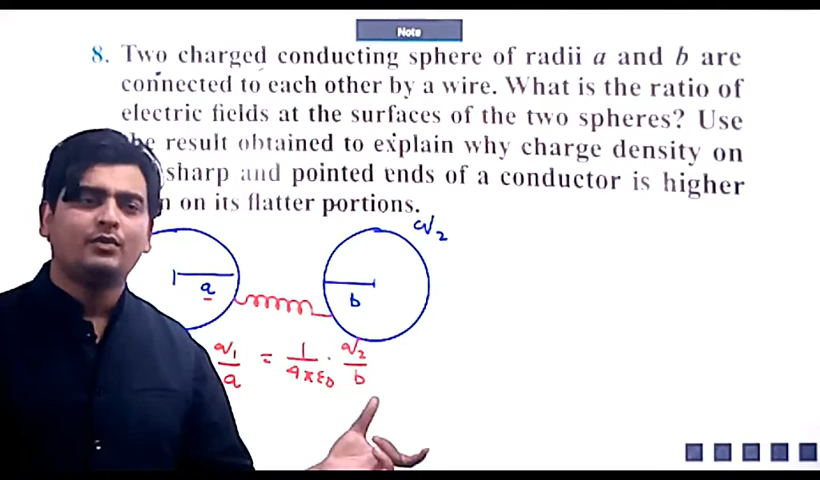 Note
8. Two charged conducting sphere of radii a and b are
connected to each other by a wire. What is the ratio of
electric fields at the surfaces of the two spheres? Use
result obtained to explain why charge density on
sharp and pointed ends of a conductor is higher
on its flatter portions.
q2
a
b
q1/a = 1/4πε0 · q2/b